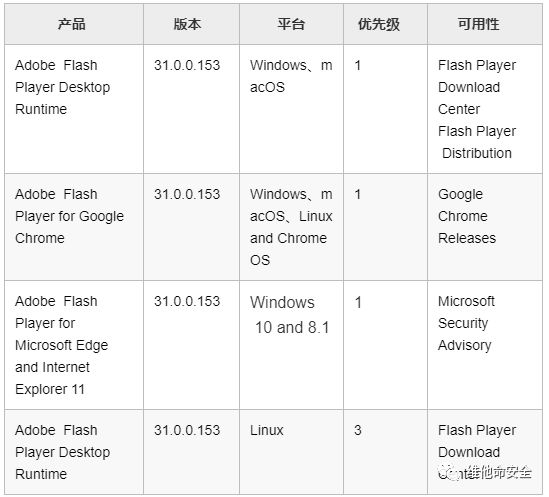 产品 版本 平台 优先级 可用性
Adobe Flash
Player Desktop
Runtime
31.0.0.153
Windows、m
acOS
1
Flash Player
Download
Center
Flash Player
Distribution
Adobe Flash
Player for Google
Chrome
31.0.0.153
Windows、m
acOS、Linux
and Chrome
OS
1
Google
Chrome
Releases
Adobe Flash
Player for
Microsoft Edge
and Internet
Explorer 11
31.0.0.153
Windows
10 and 8.1
1
Microsoft
Security
Advisory
Adobe Flash
Player Desktop
Runtime
31.0.0.153
Linux
3
Flash Player
Download
Center
维他命安全